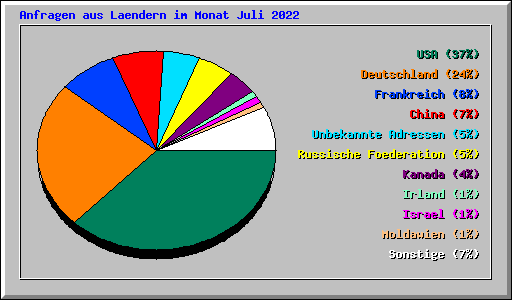 Anfragen aus Laendern im Monat Juli 2022
USA (37%)
Deutschland (24%)
Frankreich (8%)
China (7%)
Unbekannte Adressen (5%)
Russische Foederation (5%)
Kanada (4%)
Irland (1%)
Israel (1%)
Moldawien (1%)
Sonstige (7%)